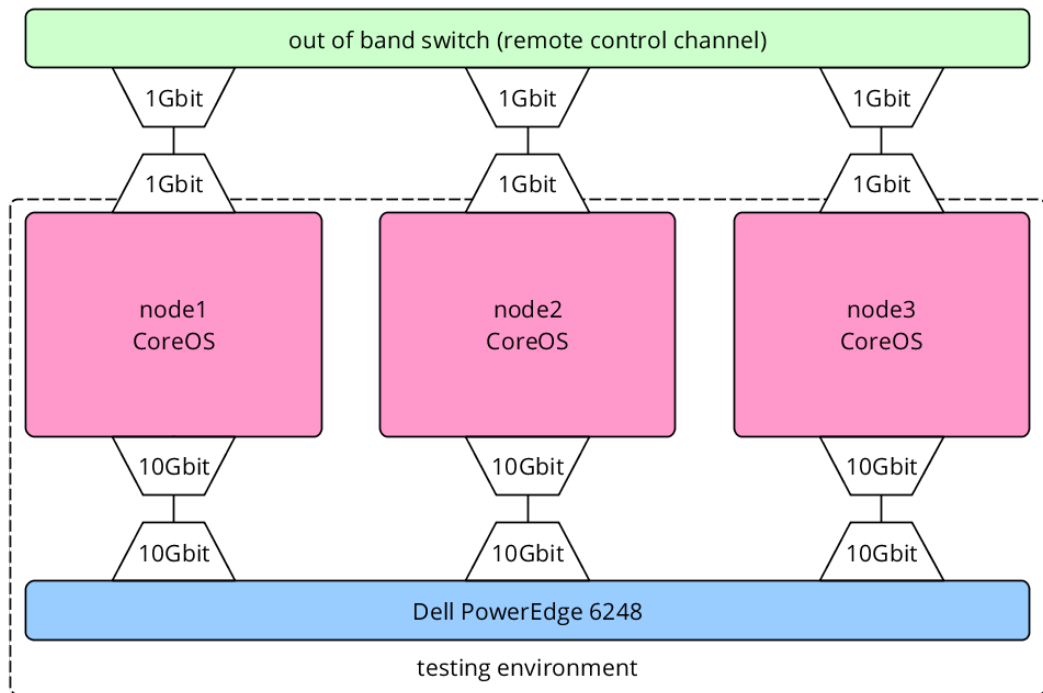 out of band switch (remote control channel)
1Gbit
1Gbit
1Gbit
1Gbit
1Gbit
1Gbit
node1
CoreOS
node2
CoreOS
node3
CoreOS
10Gbit
10Gbit
10Gbit
10Gbit
10Gbit
10Gbit
Dell PowerEdge 6248
testing environment